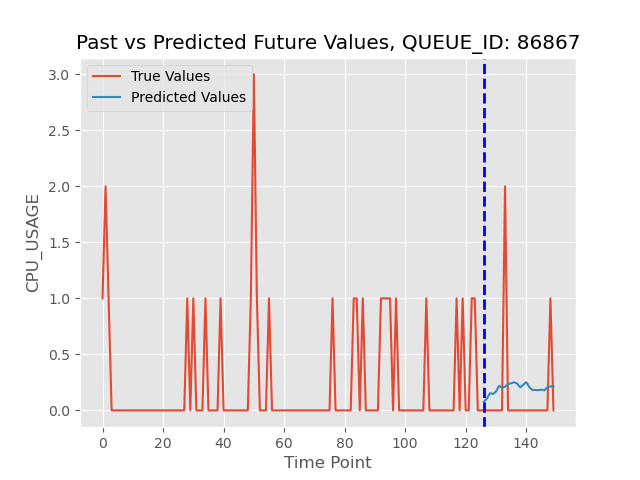 Past vs Predicted Future Values, QUEUE_ID: 86867
True Values
Predicted Values
CPU_USAGE
3.0
2.5
2.0
1.5
1.0
0.5
0.0
0 20 40 60 80 100 120 140
Time Point